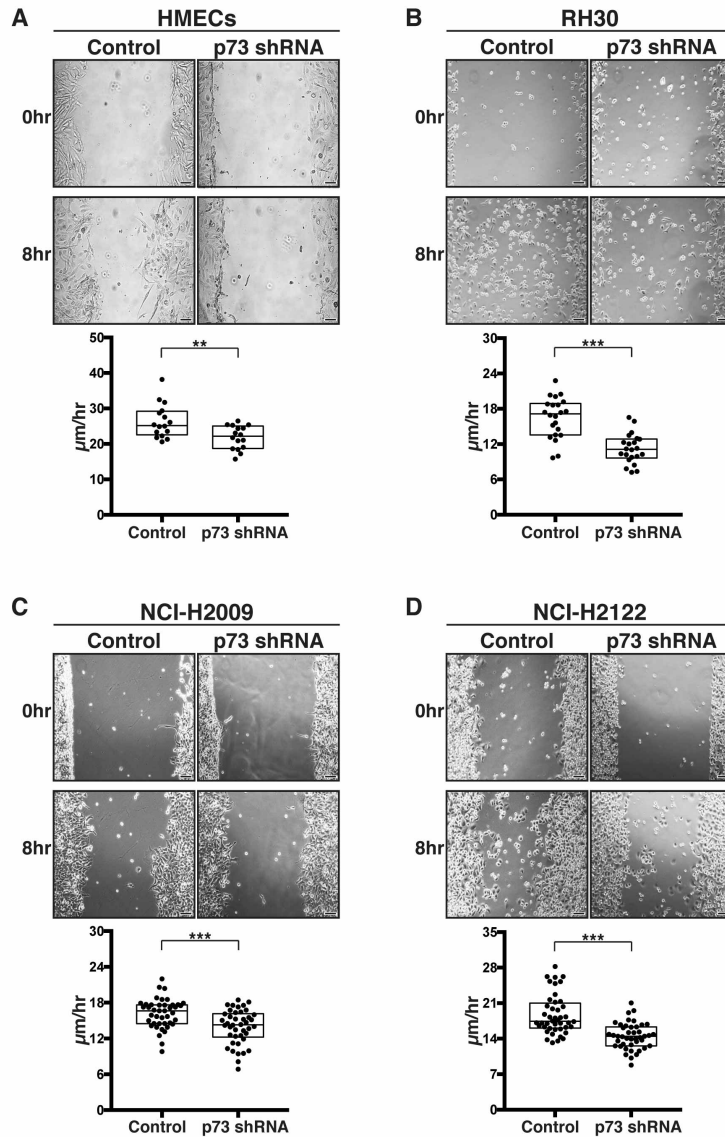 A
HMECs
Control p73 shRNA
0hr
8hr
50
40
30
20
10
0
µm/hr
**
Control p73 shRNA
B
RH30
Control p73 shRNA
0hr
8hr
30
24
18
12
6
0
µm/hr
***
Control p73 shRNA
C
NCI-H2009
Control p73 shRNA
0hr
8hr
30
24
18
12
6
0
µm/hr
***
Control p73 shRNA
D
NCI-H2122
Control p73 shRNA
0hr
8hr
35
28
21
14
7
0
µm/hr
***
Control p73 shRNA